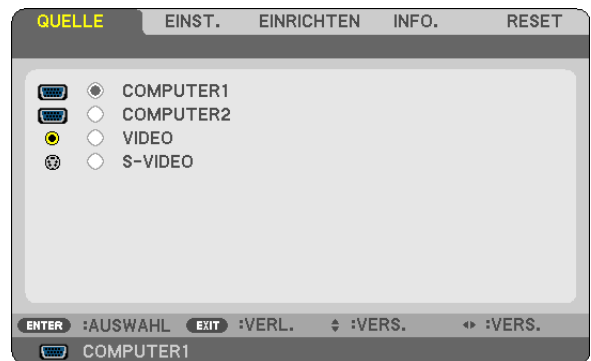 QUELLE EINST. EINRICHTEN INFO. RESET
COMPUTER1
COMPUTER2
VIDEO
S-VIDEO
ENTER :AUSWAHL EXIT :VERL. :VERS. :VERS.
COMPUTER1